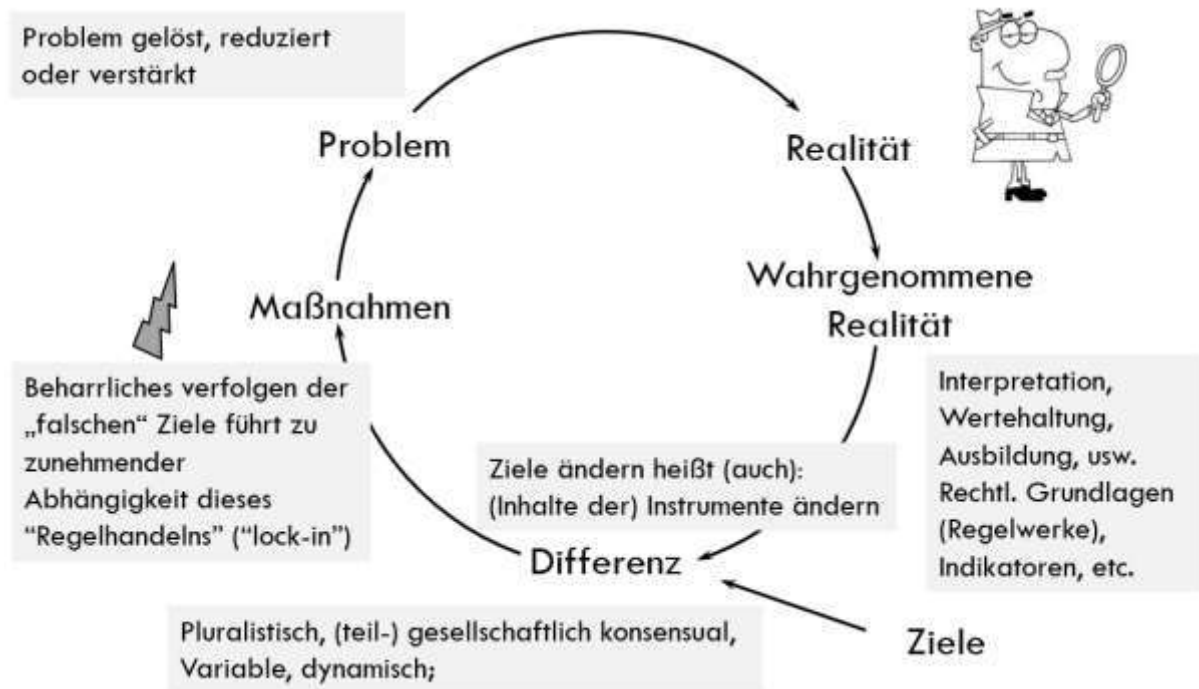 Problem gelöst, reduziert
oder verstärkt
Problem
Realität
Wahrgenommene
Realität
Maßnahmen
Beharrliches verfolgen der
„falschen“ Ziele führt zu
zunehmender
Abhängigkeit dieses
“Regelhandelns” (“lock-in”)
Interpretation,
Wertehaltung,
Ausbildung, usw.
Rechtl. Grundlagen
(Regelwerke),
Indikatoren, etc.
Ziele ändern heißt (auch):
(Inhalte der) Instrumente ändern
Differenz
Ziele
Pluralistisch, (teil-) gesellschaftlich konsensual,
Variable, dynamisch;